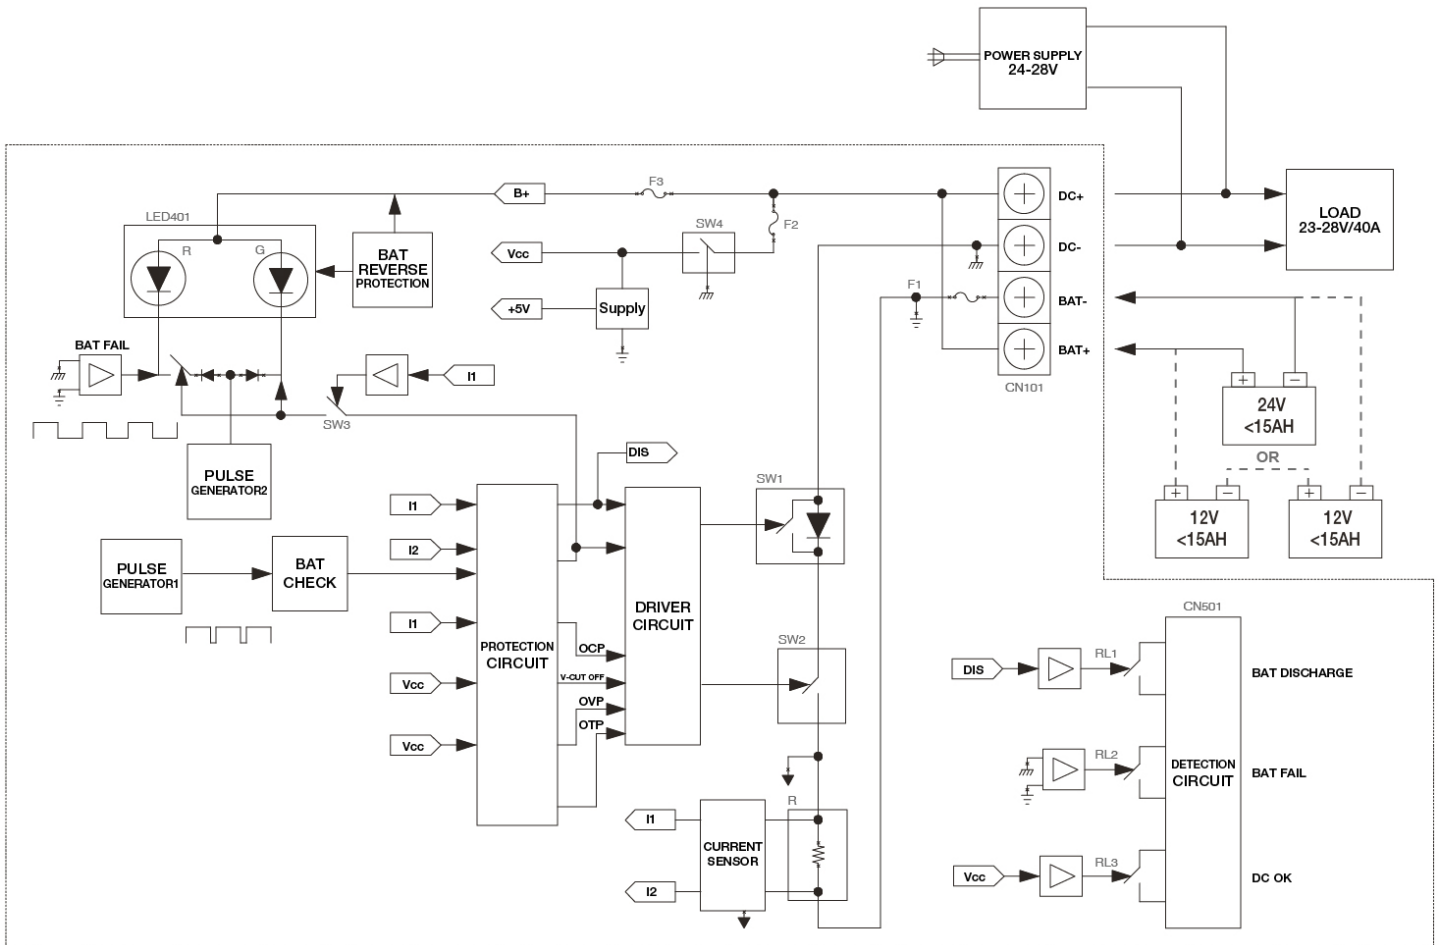 POWER SUPPLY
24-28V
LOAD
23-28V/40A
B+
F3
LED401
R
G
BAT
REVERSE
PROTECTION
Vcc
SW4
F2
+5V
Supply
F1
DC+
DC-
BAT-
BAT+
CN101
BAT FAIL
I1
SW3
PULSE
GENERATOR2
24V
<15AH
OR
12V
<15AH
12V
<15AH
DIS
SW1
I1
I2
PULSE
GENERATOR1
BAT
CHECK
I1
Vcc
Vcc
PROTECTION
CIRCUIT
OCP
V-CUT OFF
OVP
OTP
DRIVER
CIRCUIT
SW2
R
I1
CURRENT
SENSOR
I2
CN501
DIS
RL1
BAT DISCHARGE
RL2
DETECTION
CIRCUIT
BAT FAIL
Vcc
RL3
DC OK
+
-
+
-
+
-